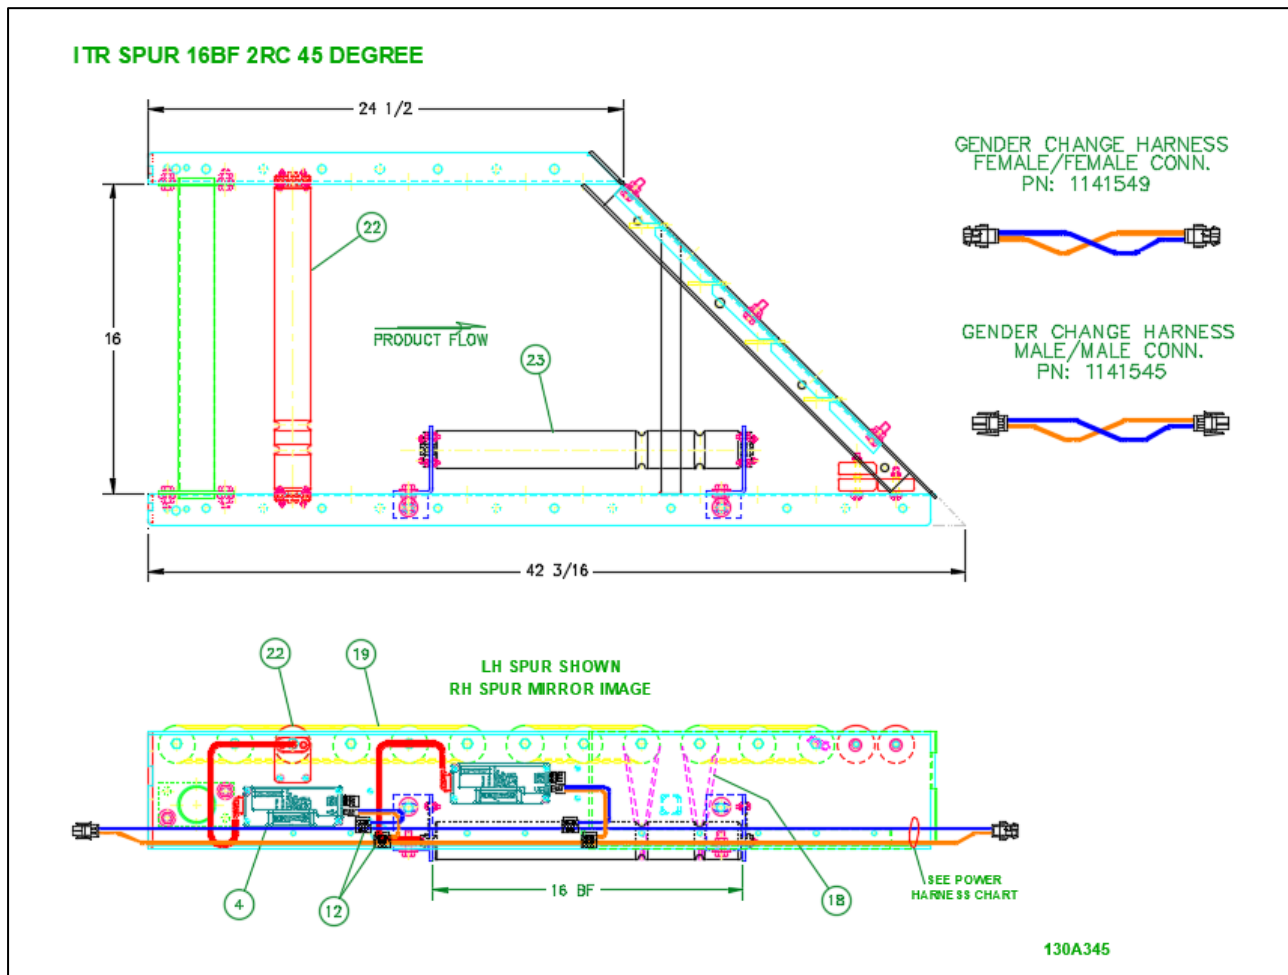 ITR SPUR 16BF 2RC 45 DEGREE
24 1/2
GENDER CHANGE HARNESS
FEMALE/FEMALE CONN.
PN: 1141549
22
16
PRODUCT FLOW
23
GENDER CHANGE HARNESS
MALE/MALE CONN.
PN: 1141545
42 3/16
22
19
LH SPUR SHOWN
RH SPUR MIRROR IMAGE
4
12
16 BF
18
SEE POWER
HARNESS CHART
130A345